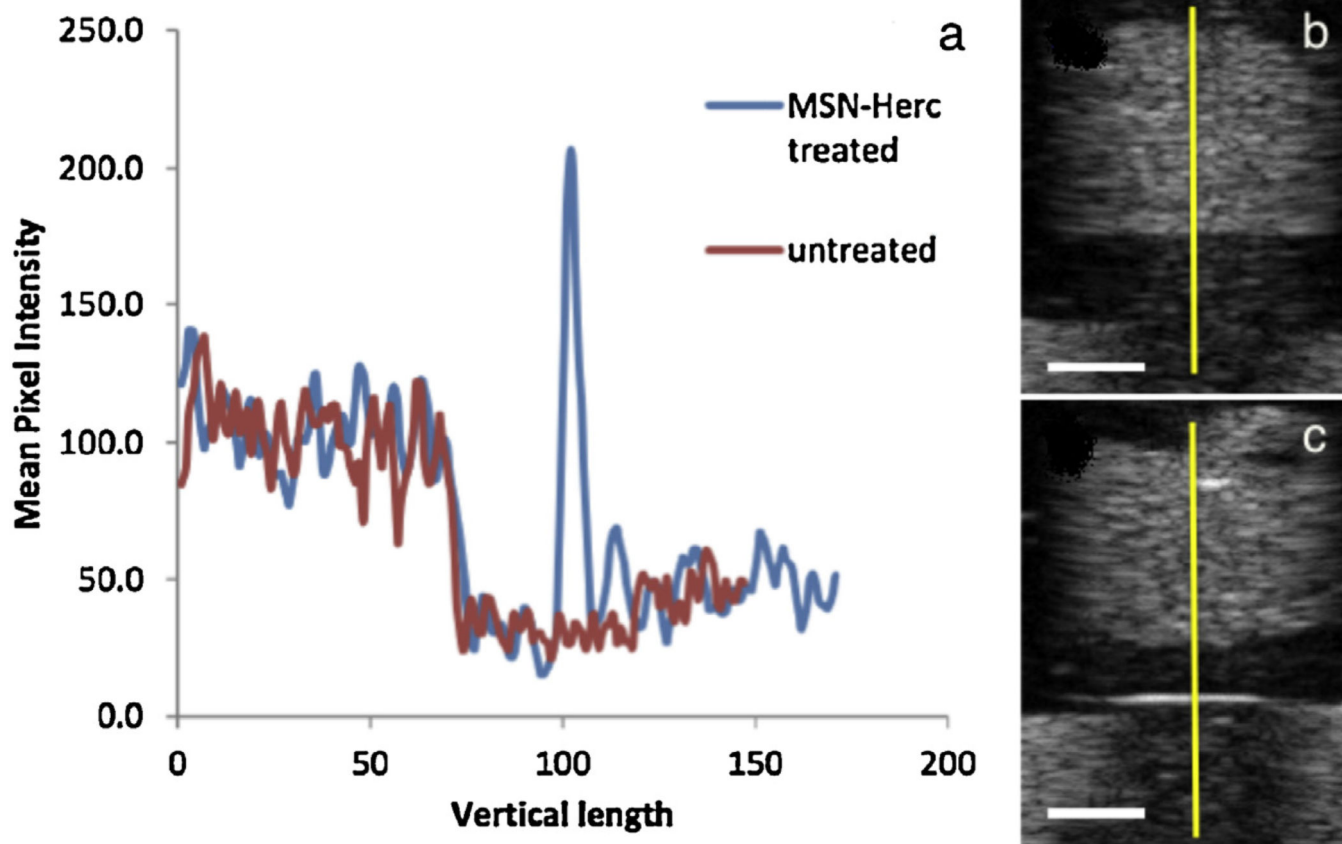 250.0
200.0
150.0
100.0
50.0
0.0
Mean Pixel Intensity
0
50
100
150
200
Vertical length
MSN-Herc
treated
untreated
a
b
c